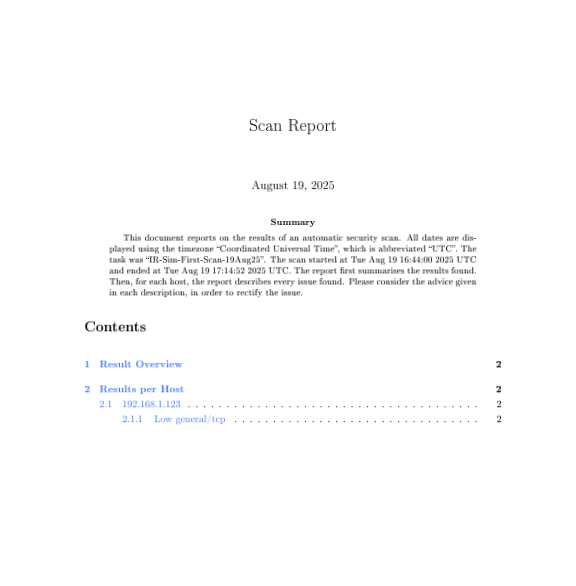 Scan Report
August 19, 2025
Summary
This document reports on the results of an automatic security scan. All dates are dis-
played using the timezone “Coordinated Universal Time”, which is abbreviated “UTC”. The
task was “IR-Sim-First-Scan-19Aug25”. The scan started at Tue Aug 19 16:44:00 2025 UTC
and ended at Tue Aug 19 17:14:52 2025 UTC. The report first summarises the results found.
Then, for each host, the report describes every issue found. Please consider the advice given
in each description, in order to rectify the issue.
Contents
1 Result Overview 2
2 Results per Host 2
2.1 192.168.1.123 . . . . . . . . . . . . . . . . . . . . . . . . . . . . . . . . . . . . . . 2
2.1.1 Low general/tcp . . . . . . . . . . . . . . . . . . . . . . . . . . . . . . . . 2